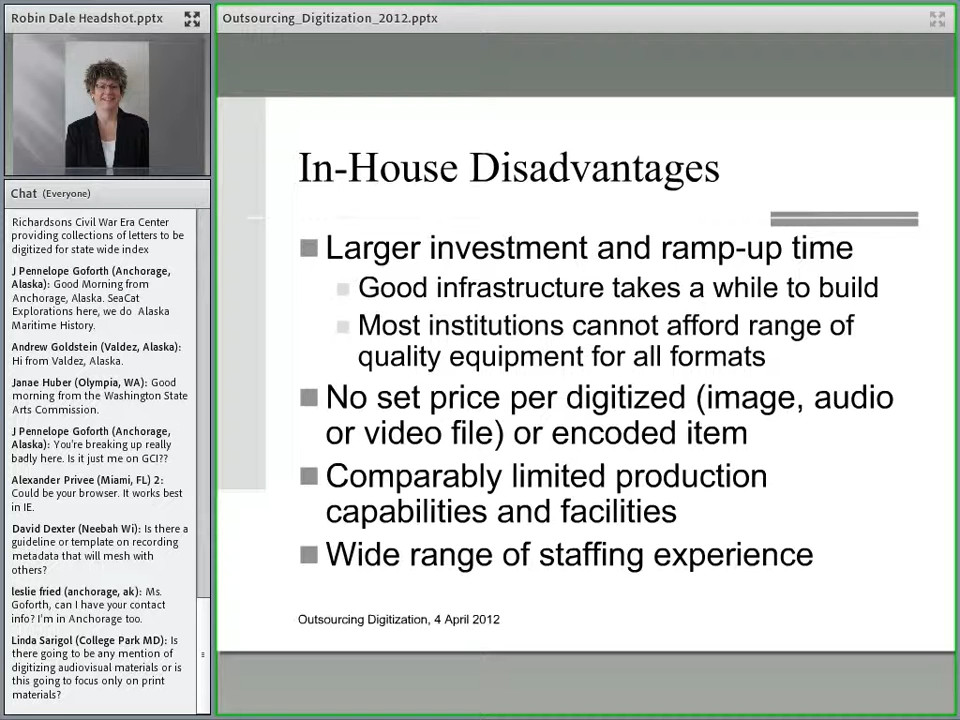 Robin Dale Headshot.pptx
Outsourcing_Digitization_2012.pptx
Chat (Everyone)
Richardsons Civil War Era Center
providing collections of letters to be
digitized for state wide index
J Pennelope Goforth (Anchorage,
Alaska): Good Morning from
Anchorage, Alaska. SeaCat
Explorations here, we do Alaska
Maritime History.
Andrew Goldstein (Valdez, Alaska):
Hi from Valdez, Alaska.
Janae Huber (Olympia, WA): Good
morning from the Washington State
Arts Commission.
J Pennelope Goforth (Anchorage,
Alaska): You're breaking up really
badly here. Is it just me on GCI??
Alexander Privee (Miami, FL) 2:
Could be your browser. It works best
in IE.
David Dexter (Neebah Wi): Is there a
guideline or template on recording
metadata that will mesh with
others?
leslie fried (anchorage, ak): Ms.
Goforth, can I have your contact
info? I'm in Anchorage too.
Linda Sarigol (College Park MD): Is
there going to be any mention of
digitizing audiovisual materials or is
this going to focus only on print
materials?
In-House Disadvantages
Larger investment and ramp-up time
Good infrastructure takes a while to build
Most institutions cannot afford range of
quality equipment for all formats
No set price per digitized (image, audio
or video file) or encoded item
Comparably limited production
capabilities and facilities
Wide range of staffing experience
Outsourcing Digitization, 4 April 2012